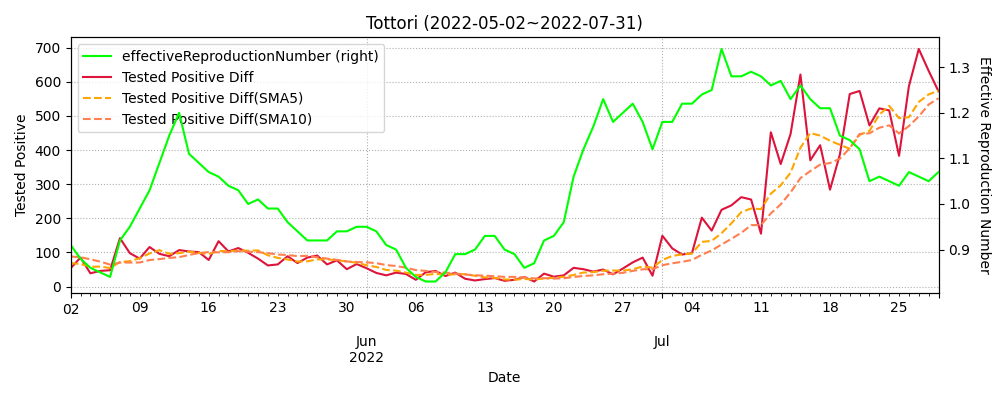 Tottori (2022-05-02~2022-07-31)
effectiveReproductionNumber (right)
Tested Positive Diff
Tested Positive Diff(SMA5)
Tested Positive Diff(SMA10)
Tested Positive
700
600
500
400
300
200
100
0
Effective Reproduction Number
1.3
1.2
1.1
1.0
0.9
02 09 16 23 30 06 13 20 27 04 11 18 25
Jun Jul
2022
Date